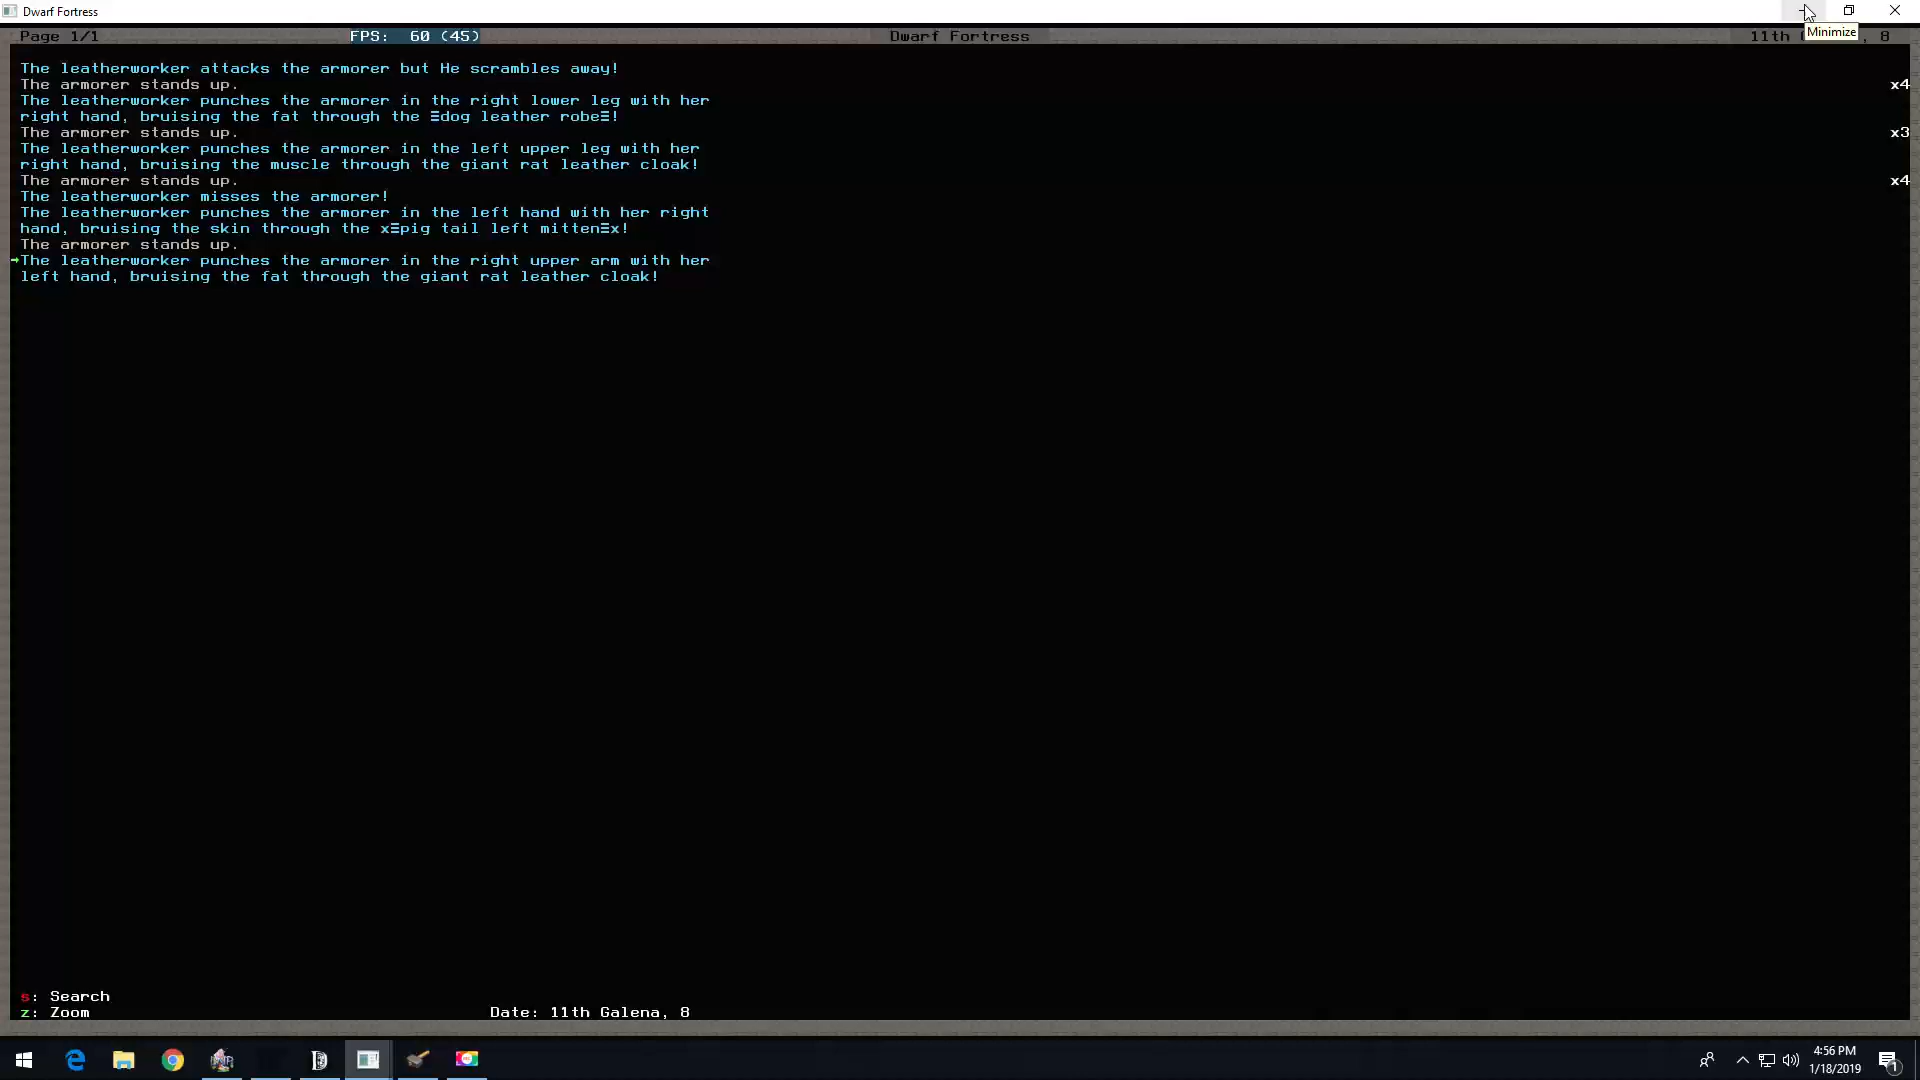 Dwarf Fortress
Page 1/1 FPS: 60 (45) Dwarf Fortress 11th , 8
Minimize
The leatherworker attacks the armorer but He scrambles away!
The armorer stands up. x4
The leatherworker punches the armorer in the right lower leg with her
right hand, bruising the fat through the ≡dog leather robe≡!
The armorer stands up. x3
The leatherworker punches the armorer in the left upper leg with her
right hand, bruising the muscle through the giant rat leather cloak!
The armorer stands up. x4
The leatherworker misses the armorer!
The leatherworker punches the armorer in the left hand with her right
hand, bruising the skin through the x≡pig tail left mitten≡x!
The armorer stands up.
→The leatherworker punches the armorer in the right upper arm with her
left hand, bruising the fat through the giant rat leather cloak!
s: Search
z: Zoom Date: 11th Galena, 8
4:56 PM
1/18/2019
1